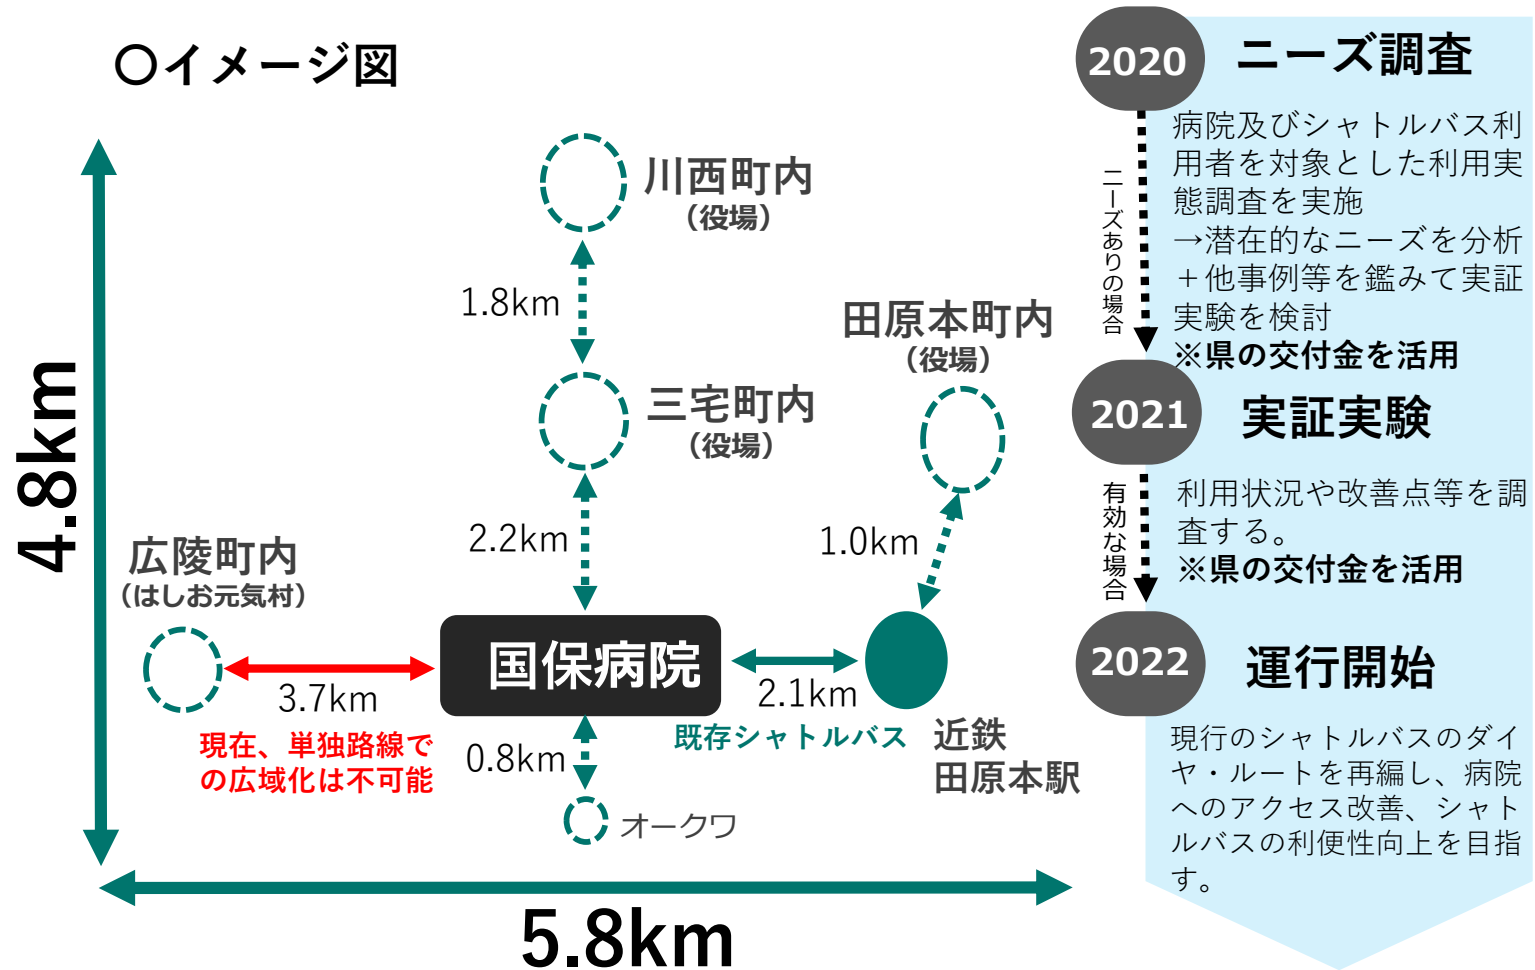 〇イメージ図
川西町内
（役場）
1.8km
田原本町内
（役場）
三宅町内
（役場）
4.8km
2.2km
1.0km
広陵町内
（はしお元気村）
国保病院
3.7km
2.1km
現在、単独路線で
の広域化は不可能
既存シャトルバス
近鉄
田原本駅
0.8km
オークワ
5.8km
2020
ニーズ調査
病院及びシャトルバス利
用者を対象とした利用実
態調査を実施
→潜在的なニーズを分析
＋他事例等を鑑みて実証
実験を検討
※県の交付金を活用
ニーズありの場合
2021
実証実験
利用状況や改善点等を調
査する。
※県の交付金を活用
有効な場合
2022
運行開始
現行のシャトルバスのダイ
ヤ・ルートを再編し、病院
へのアクセス改善、シャト
ルバスの利便性向上を目指
す。